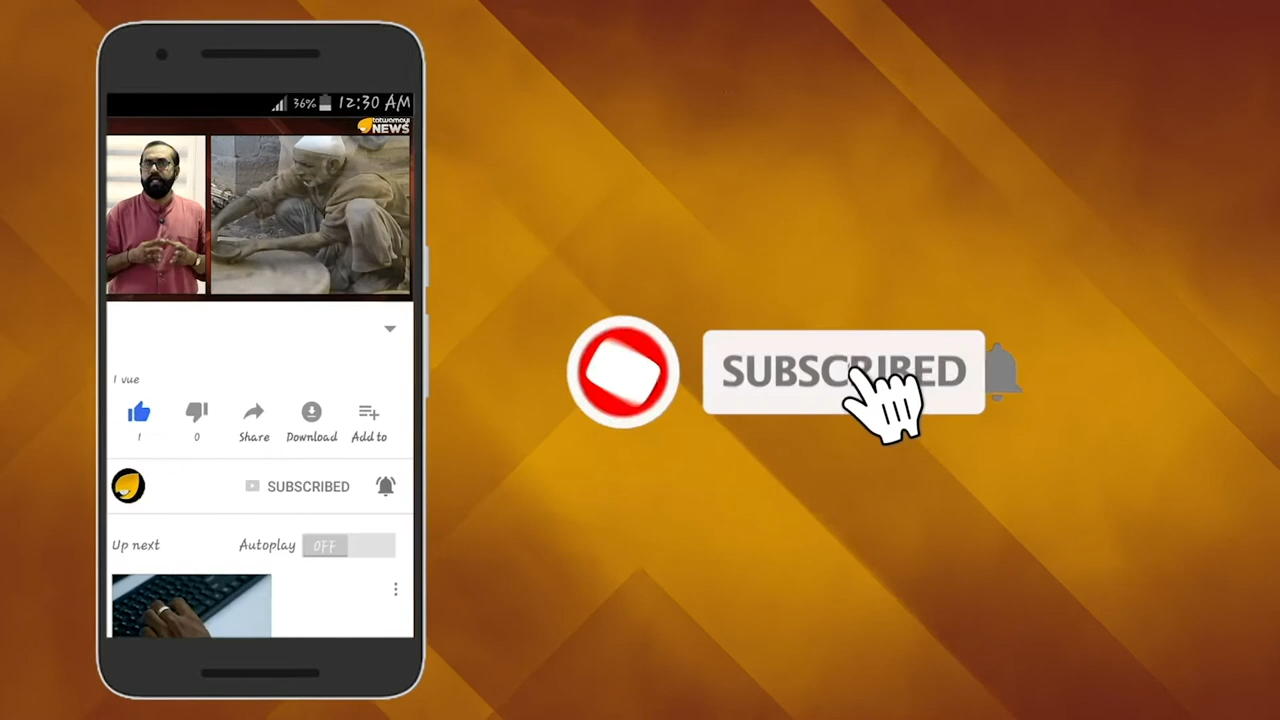 36% 12:30 AM
tatwamayi
NEWS
1 vue
1
0
Share
Download
Add to
SUBSCRIBED
Up next
Autoplay
OFF
SUBSCRIBED